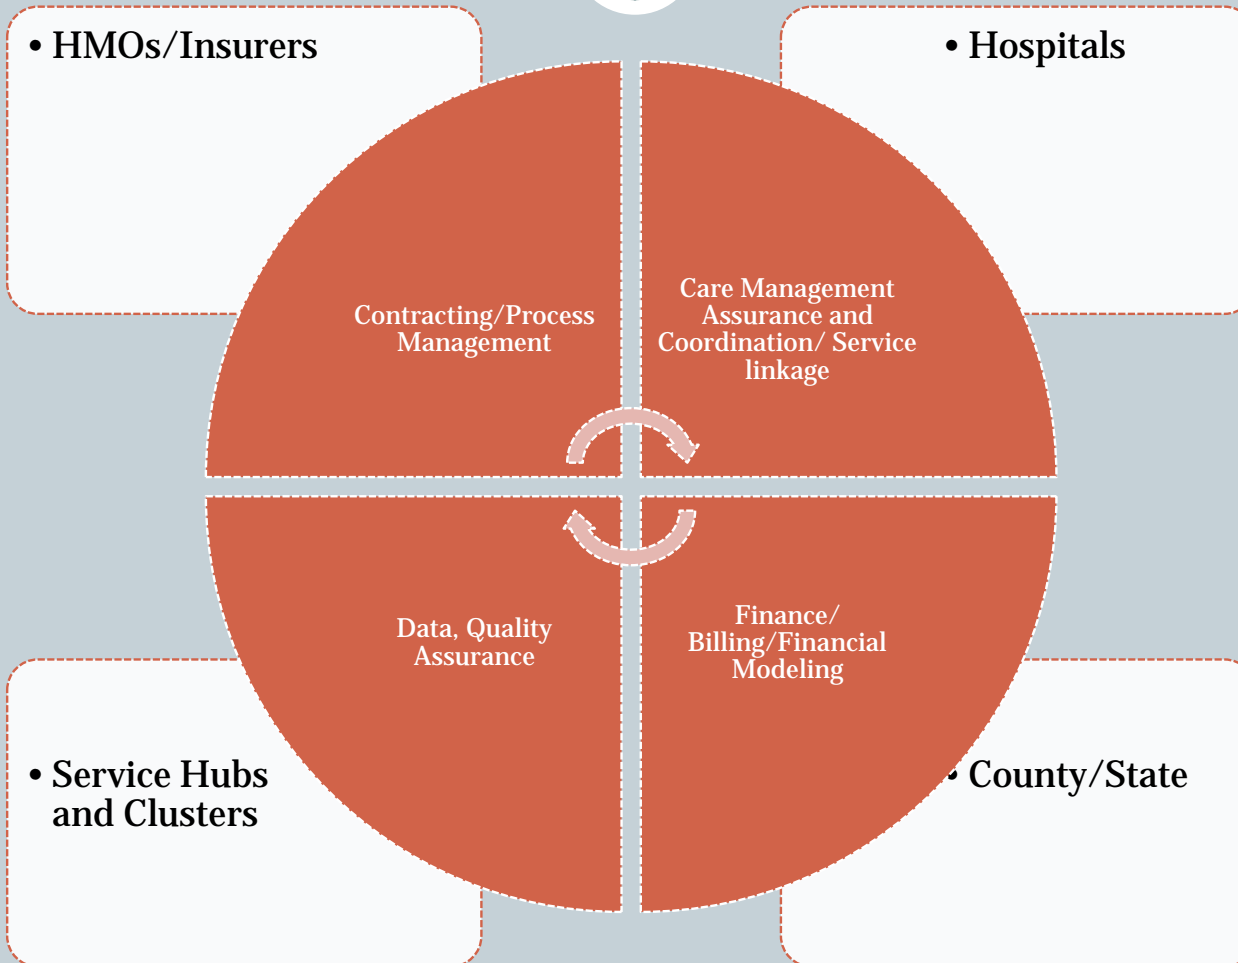 • HMOs/Insurers
• Hospitals
Contracting/Process
Management
Care Management
Assurance and
Coordination/ Service
linkage
Data, Quality
Assurance
Finance/
Billing/Financial
Modeling
• Service Hubs
and Clusters
• County/State